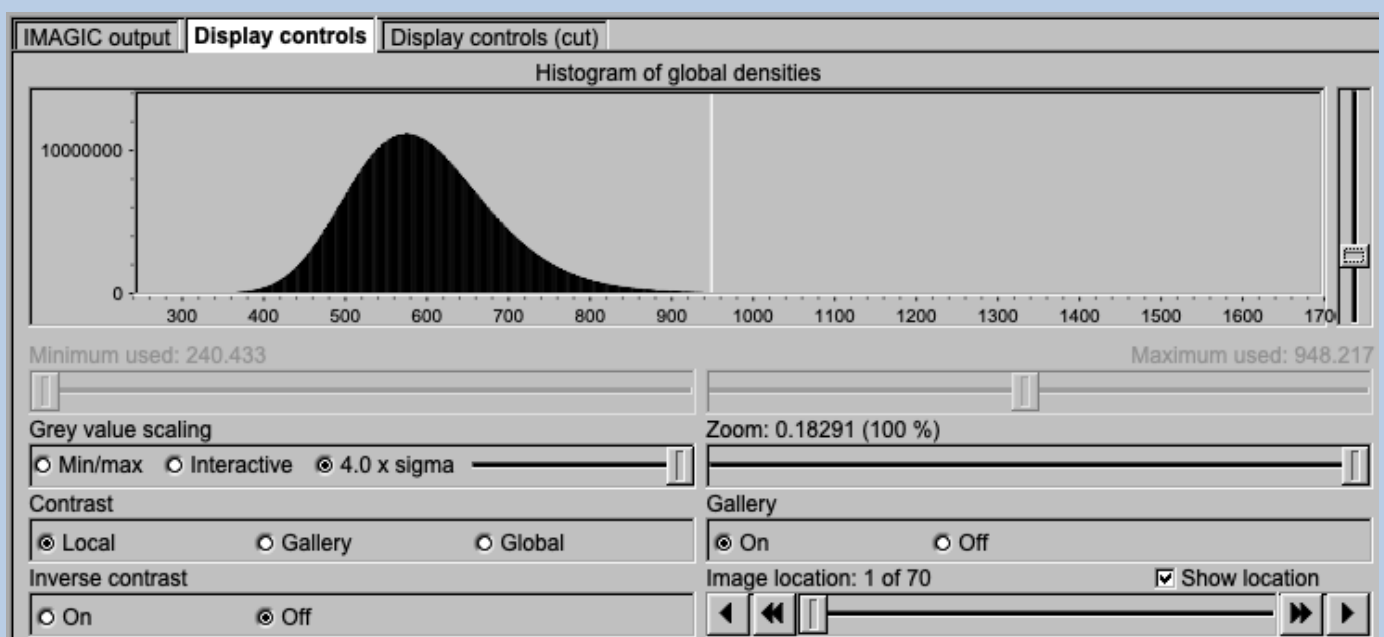 IMAGIC output Display controls Display controls (cut)
Histogram of global densities
10000000
0
300 400 500 600 700 800 900 1000 1100 1200 1300 1400 1500 1600 170
Minimum used: 240.433 Maximum used: 948.217
Grey value scaling Zoom: 0.18291 (100 %)
Min/max Interactive 4.0 x sigma
Contrast Gallery
Local Gallery Global On Off
Inverse contrast Image location: 1 of 70 Show location
On Off